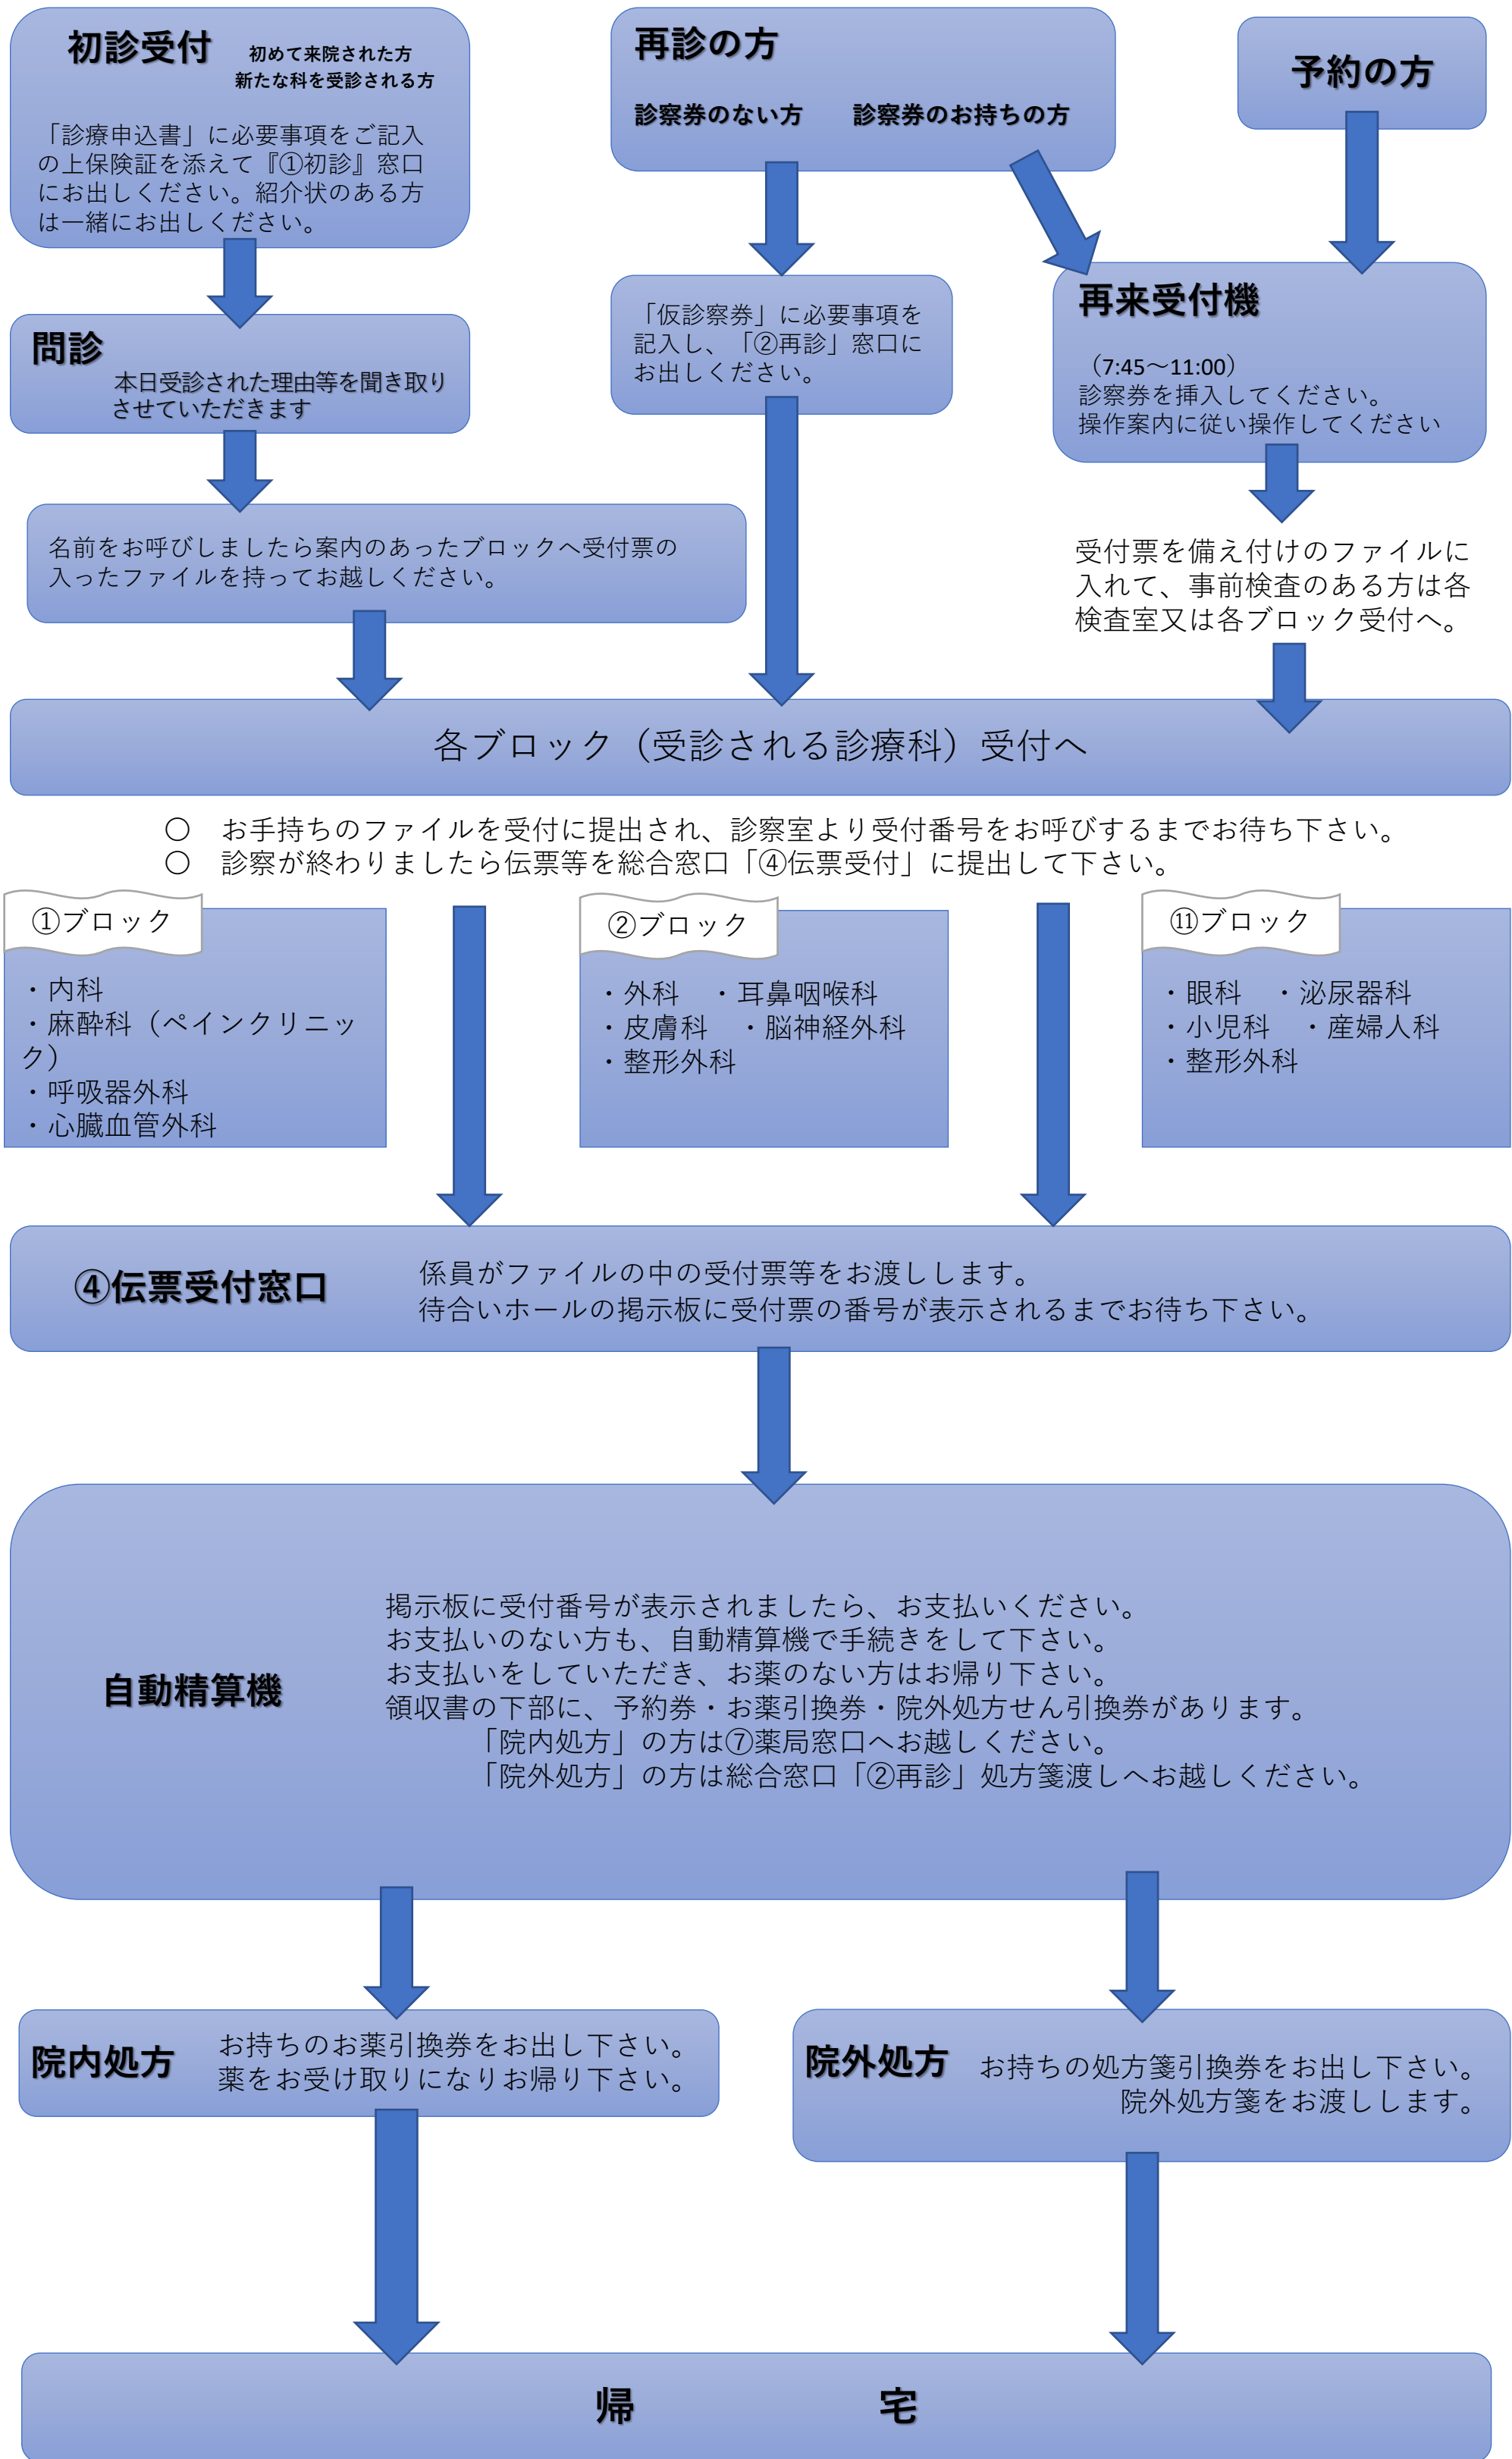 初診受付
初めて来院された方
新たな科を受診される方
「診療申込書」に必要事項をご記入
の上保険証を添えて『①初診』窓口
にお出しください。紹介状のある方
は一緒にお出しください。
再診の方
診察券のない方　診察券のお持ちの方
予約の方
問診
本日受診された理由等を聞き取り
させていただきます
「仮診察券」に必要事項を
記入し、「②再診」窓口に
お出しください。
再来受付機
（7:45～11:00）
診察券を挿入してください。
操作案内に従い操作してください
名前をお呼びしましたら案内のあったブロックへ受付票の
入ったファイルを持ってお越しください。
受付票を備え付けのファイルに
入れて、事前検査のある方は各
検査室又は各ブロック受付へ。
各ブロック（受診される診療科）受付へ
〇　お手持ちのファイルを受付に提出され、診察室より受付番号をお呼びするまでお待ち下さい。
〇　診察が終わりましたら伝票等を総合窓口「④伝票受付」に提出して下さい。
①ブロック
・内科
・麻酔科（ペインクリニッ
ク）
・呼吸器外科
・心臓血管外科
②ブロック
・外科　・耳鼻咽喉科
・皮膚科　・脳神経外科
・整形外科
⑪ブロック
・眼科　・泌尿器科
・小児科　・産婦人科
・整形外科
④伝票受付窓口
係員がファイルの中の受付票等をお渡しします。
待合いホールの掲示板に受付票の番号が表示されるまでお待ち下さい。
自動精算機
掲示板に受付番号が表示されましたら、お支払いください。
お支払いのない方も、自動精算機で手続きをして下さい。
お支払いをしていただき、お薬のない方はお帰り下さい。
領収書の下部に、予約券・お薬引換券・院外処方せん引換券があります。
「院内処方」の方は⑦薬局窓口へお越しください。
「院外処方」の方は総合窓口「②再診」処方箋渡しへお越しください。
院内処方
お持ちのお薬引換券をお出し下さい。
薬をお受け取りになりお帰り下さい。
院外処方
お持ちの処方箋引換券をお出し下さい。
院外処方箋をお渡しします。
帰　宅